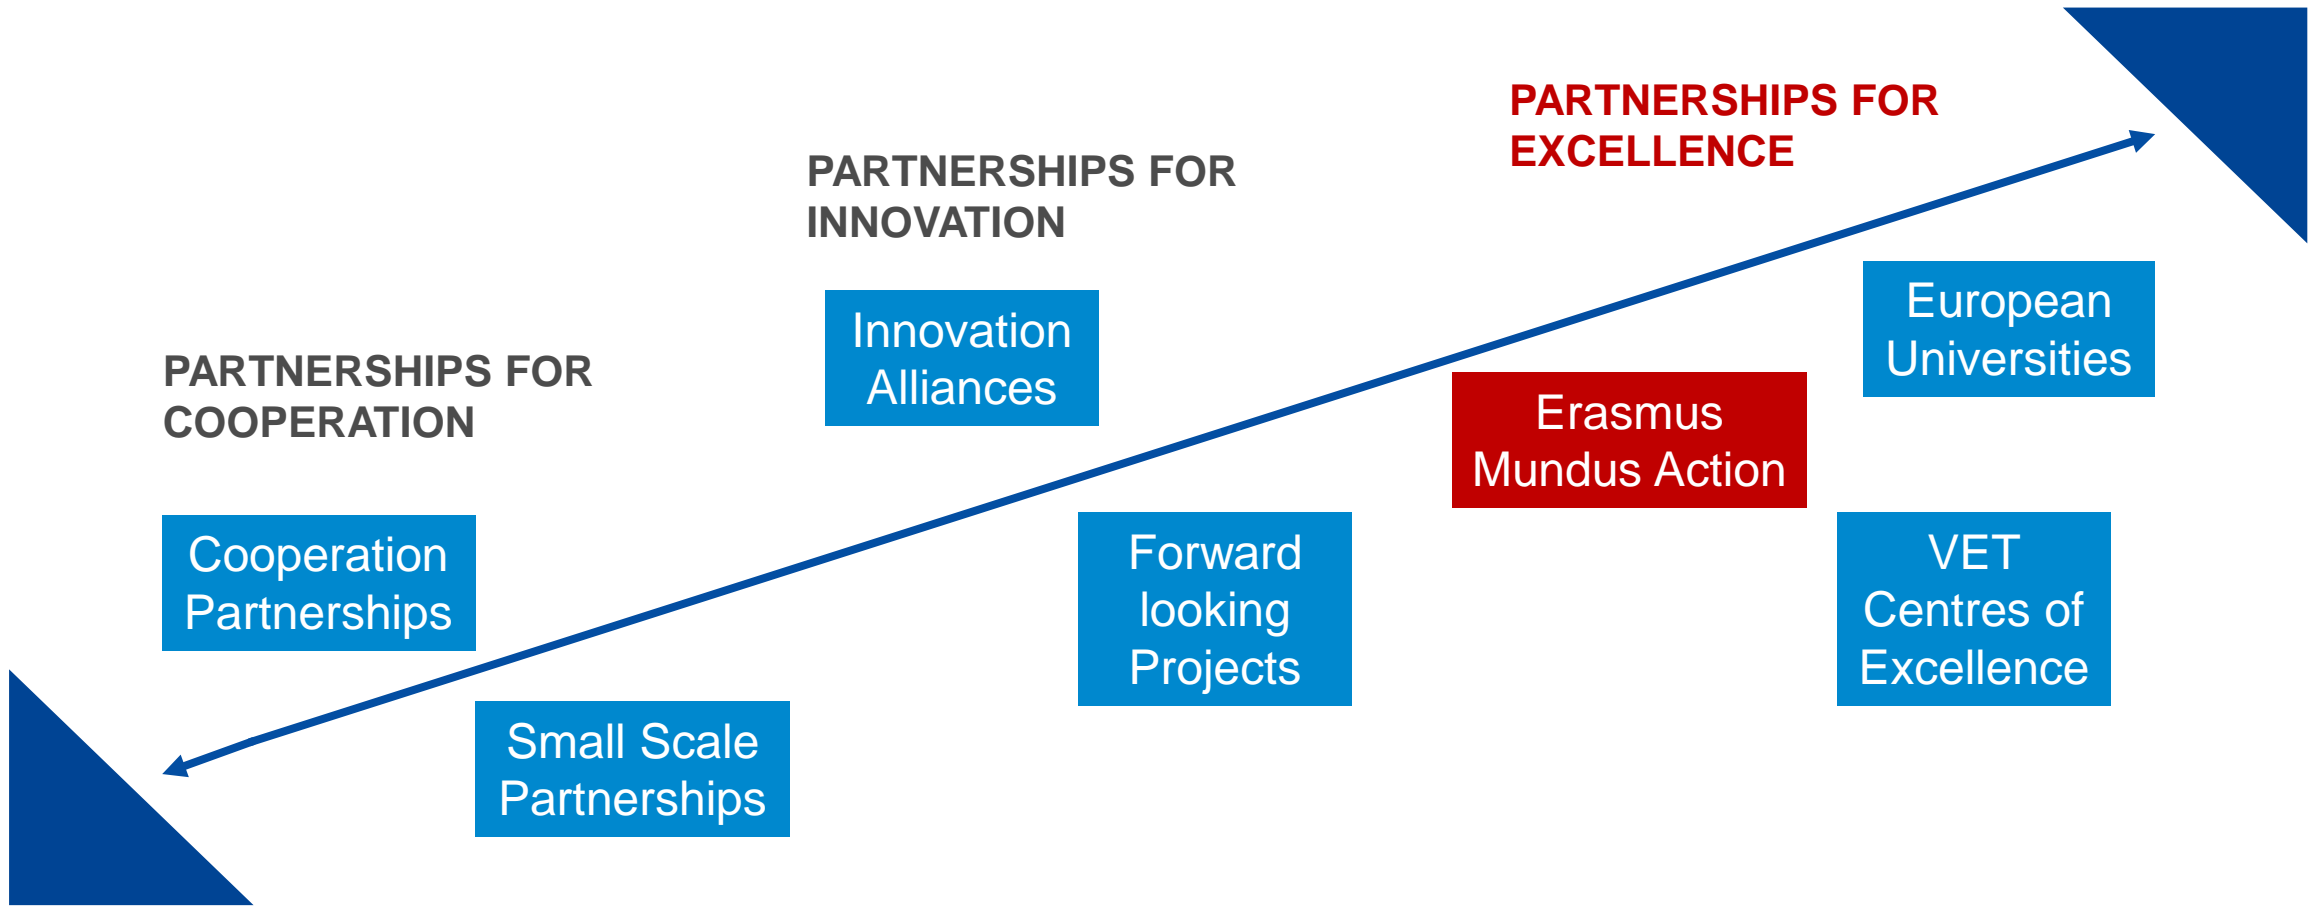 PARTNERSHIPS FOR
COOPERATION
Cooperation
Partnerships
Small Scale
Partnerships
PARTNERSHIPS FOR
INNOVATION
Innovation
Alliances
Forward
looking
Projects
PARTNERSHIPS FOR
EXCELLENCE
Erasmus
Mundus Action
European
Universities
VET
Centres of
Excellence